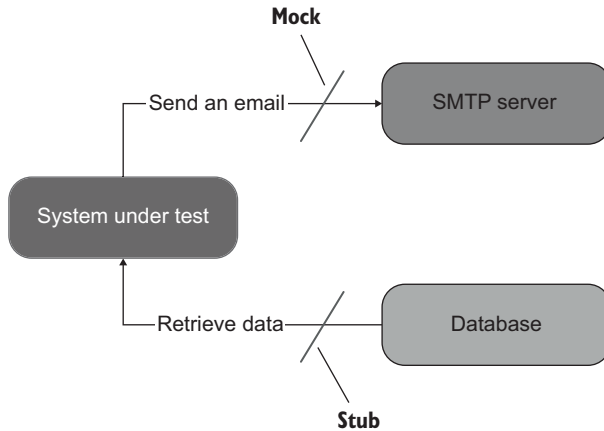 Mock
Send an email
SMTP server
System under test
Retrieve data
Database
Stub